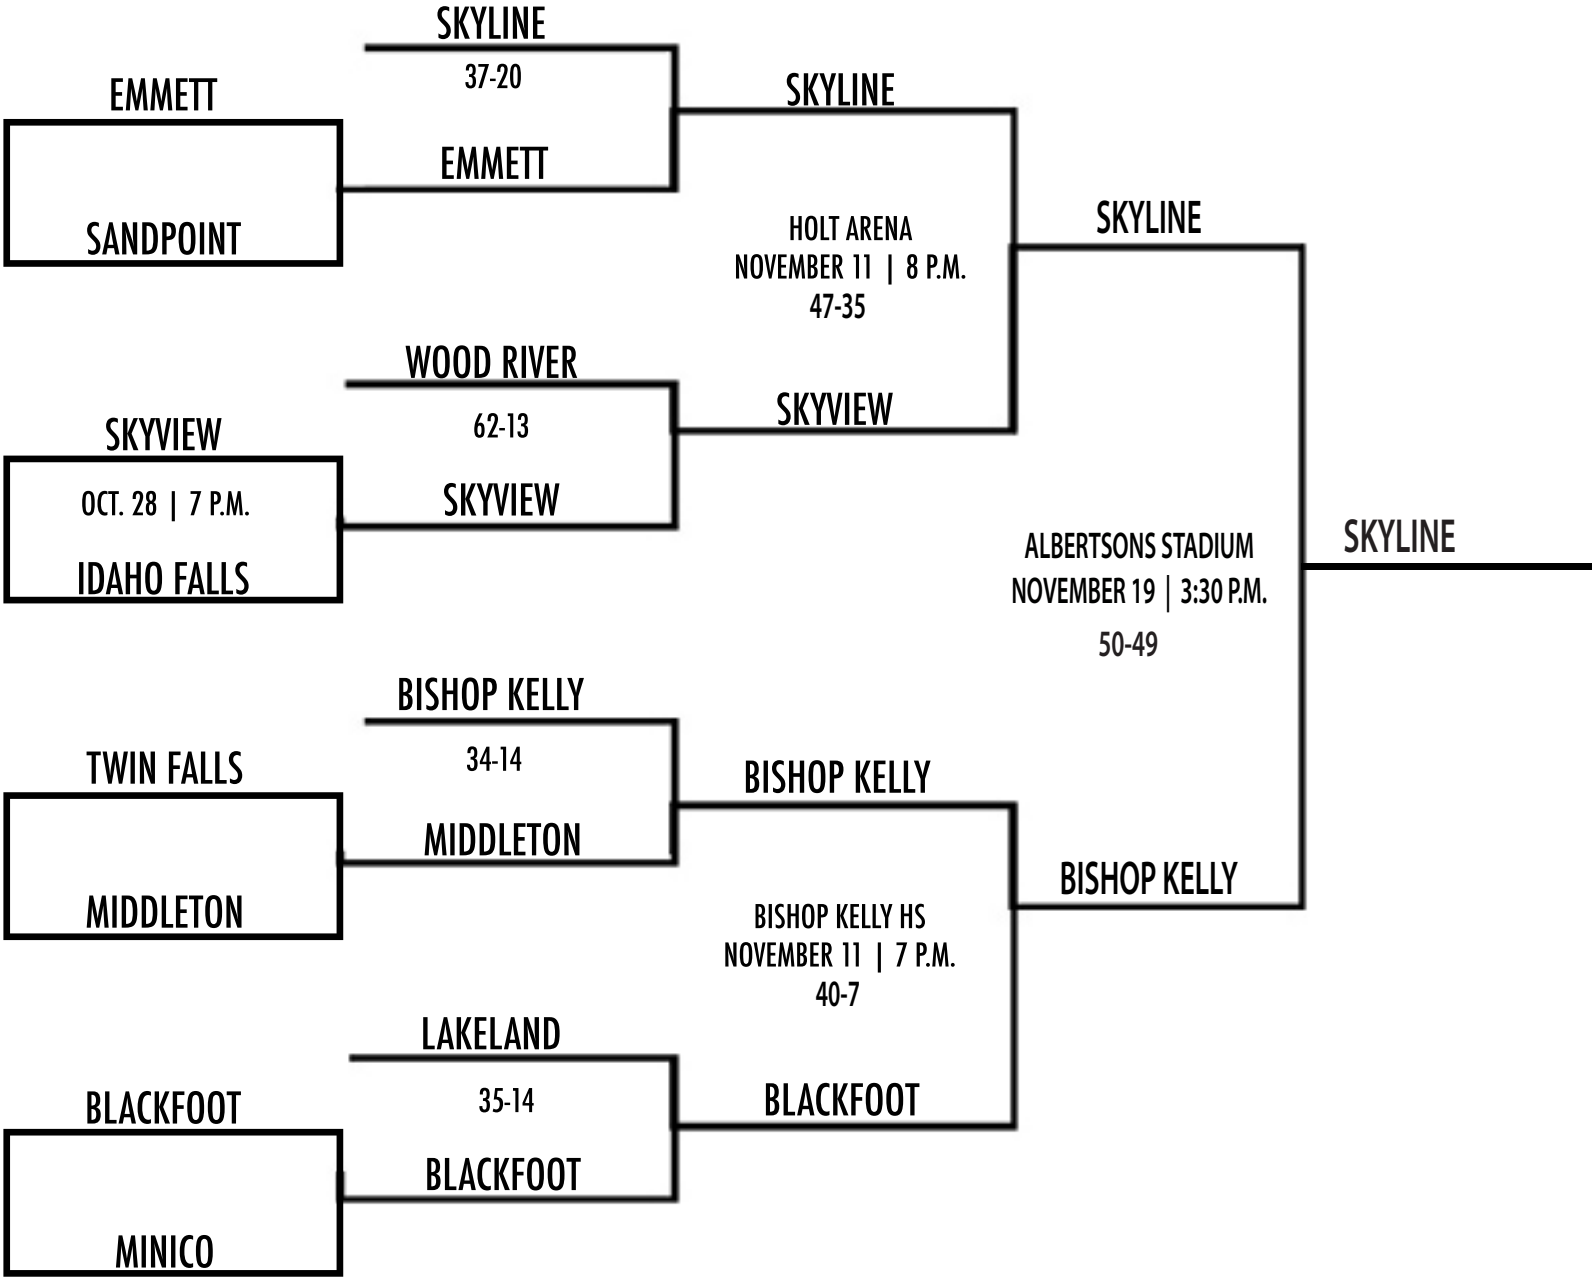 SKYLINE
37-20
EMMETT
SKYLINE
EMMETT
SANDPOINT
SKYLINE
HOLT ARENA
NOVEMBER 11 | 8 P.M.
47-35
WOOD RIVER
62-13
SKYVIEW
SKYVIEW
OCT. 28 | 7 P.M.
SKYVIEW
IDAHO FALLS
ALBERTSONS STADIUM
NOVEMBER 19 | 3:30 P.M.
50-49
SKYLINE
BISHOP KELLY
34-14
TWIN FALLS
BISHOP KELLY
MIDDLETON
MIDDLETON
BISHOP KELLY
BISHOP KELLY HS
NOVEMBER 11 | 7 P.M.
40-7
LAKELAND
35-14
BLACKFOOT
BLACKFOOT
BLACKFOOT
MINICO